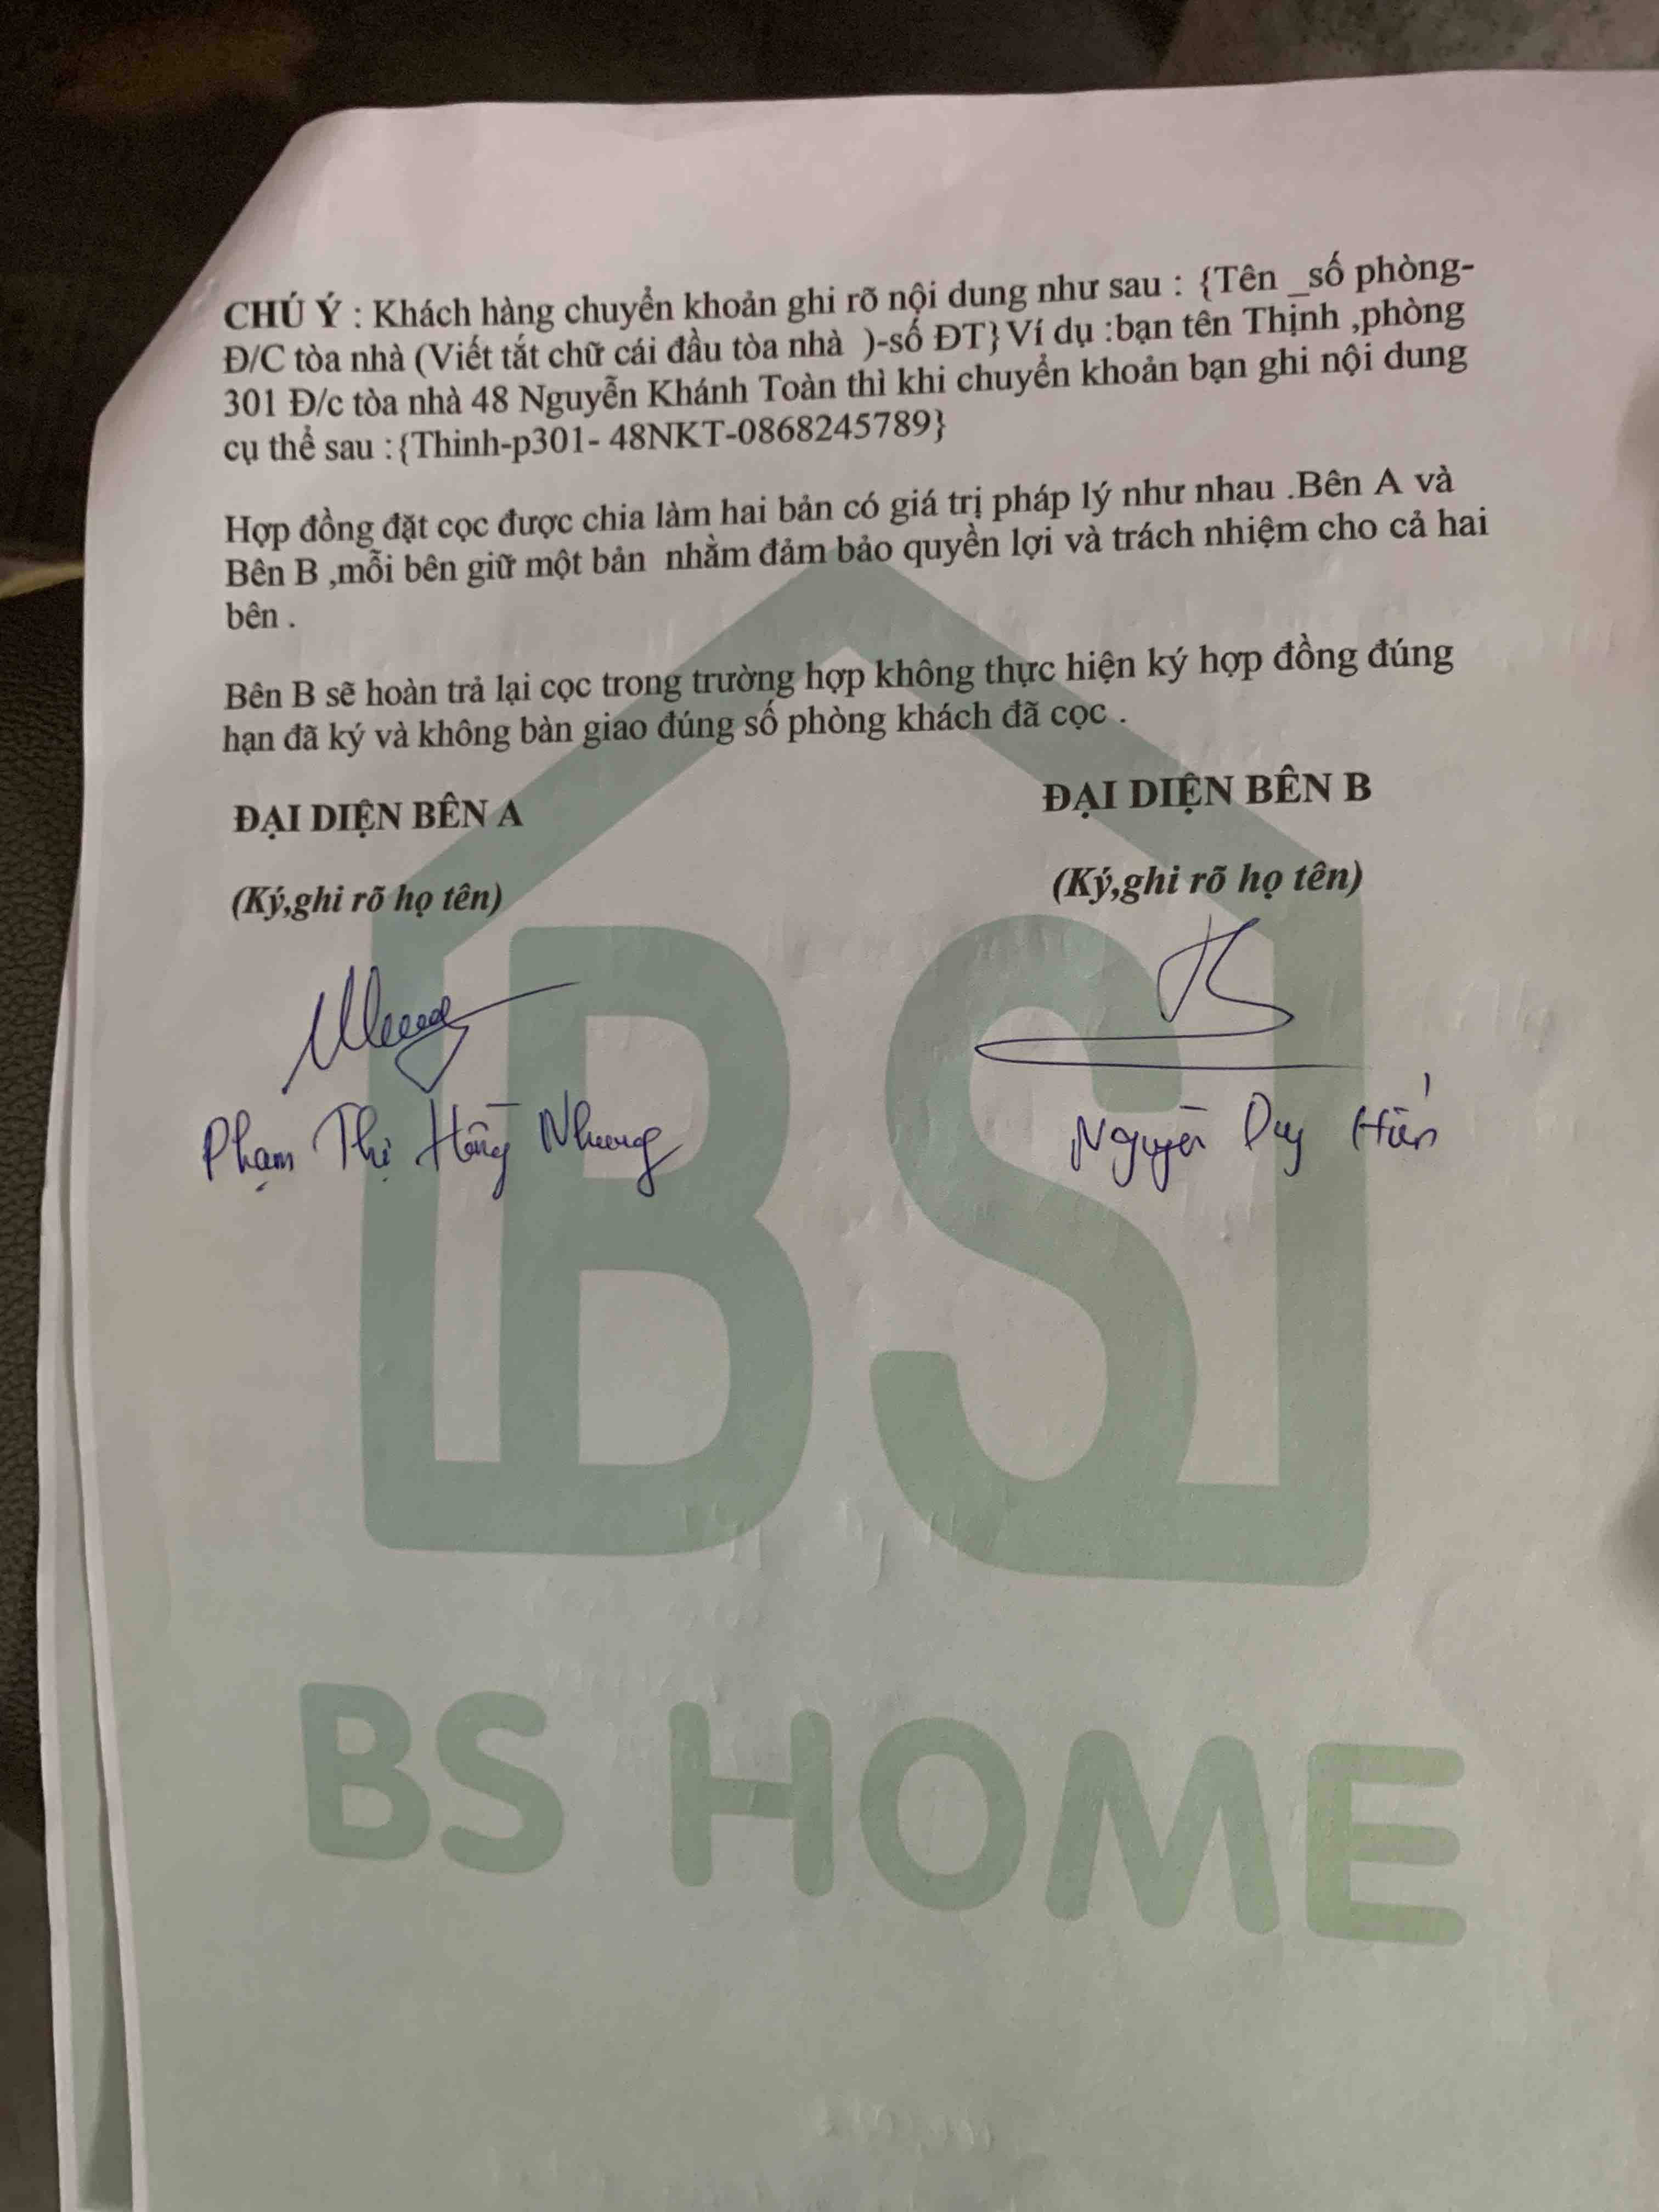 CHÚ Ý : Khách hàng chuyển khoản ghi rõ nội dung như sau : {Tên _số phòng-
Đ/C tòa nhà (Viết tắt chữ cái đầu tòa nhà )-số ĐT}Ví dụ :bạn tên Thịnh ,phòng
301 Đ/c tòa nhà 48 Nguyễn Khánh Toàn thì khi chuyển khoản bạn ghi nội dung
cụ thể sau :{Thinh-p301- 48NKT-0868245789}
Hợp đồng đặt cọc được chia làm hai bản có giá trị pháp lý như nhau .Bên A và
Bên B ,mỗi bên giữ một bản nhằm đảm bảo quyền lợi và trách nhiệm cho cả hai
bên .
Bên B sẽ hoàn trả lại cọc trong trường hợp không thực hiện ký hợp đồng đúng
hạn đã ký và không bàn giao đúng số phòng khách đã cọc .
ĐẠI DIỆN BÊN A
ĐẠI DIỆN BÊN B
(Ký,ghi rõ họ tên)
(Ký,ghi rõ họ tên)
Phạm Thị Hồng Nhung
Nguyễn Duy Hiển
BS
BS HOME